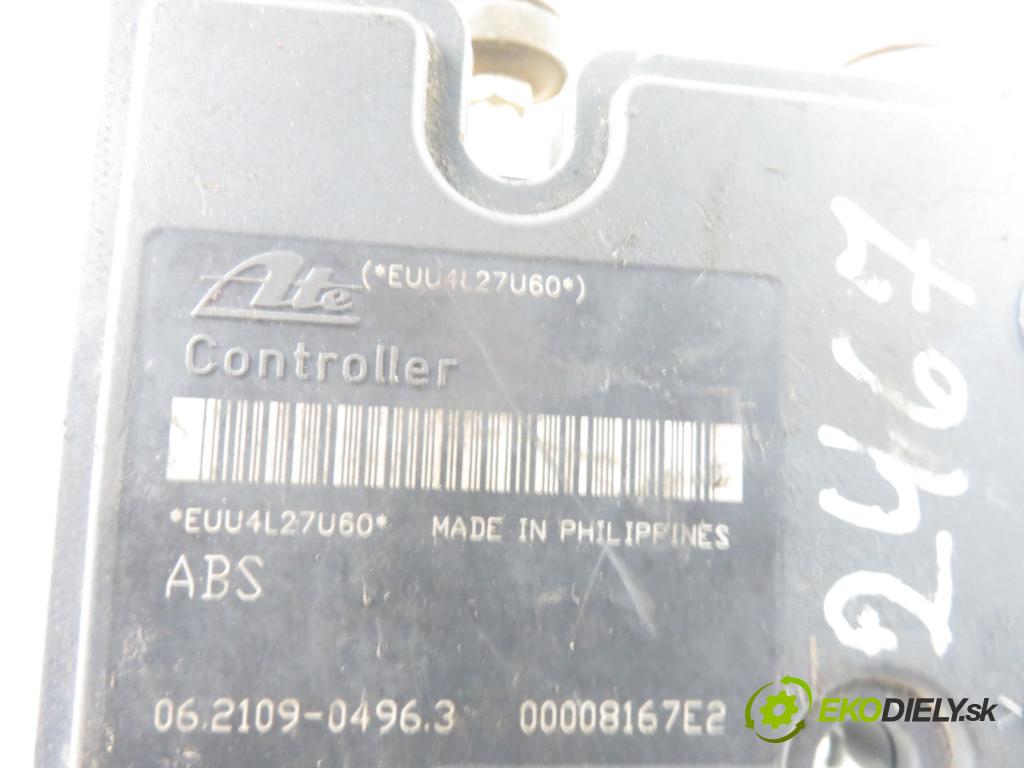 Ate (*EUU4L27U60*)
Controller
*EUU4L27U60* MADE IN PHILIPPINES
ABS
06.2109-0496.3 00008167E2
2467
EKODIELY.sk